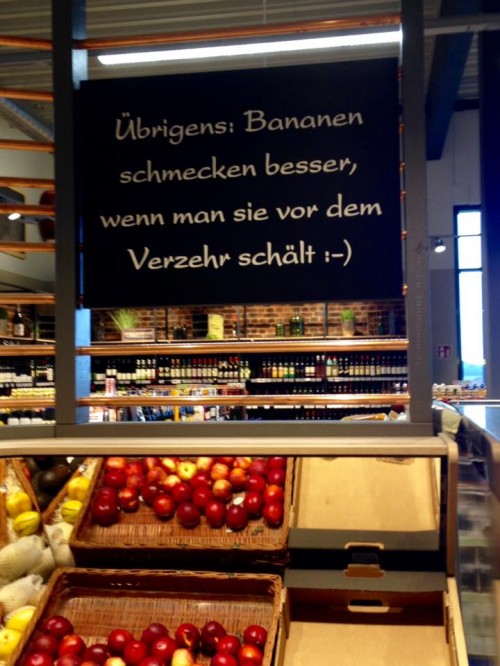 Übrigens: Bananen
schmecken besser,
wenn man sie vor dem
Verzehr schält :-)